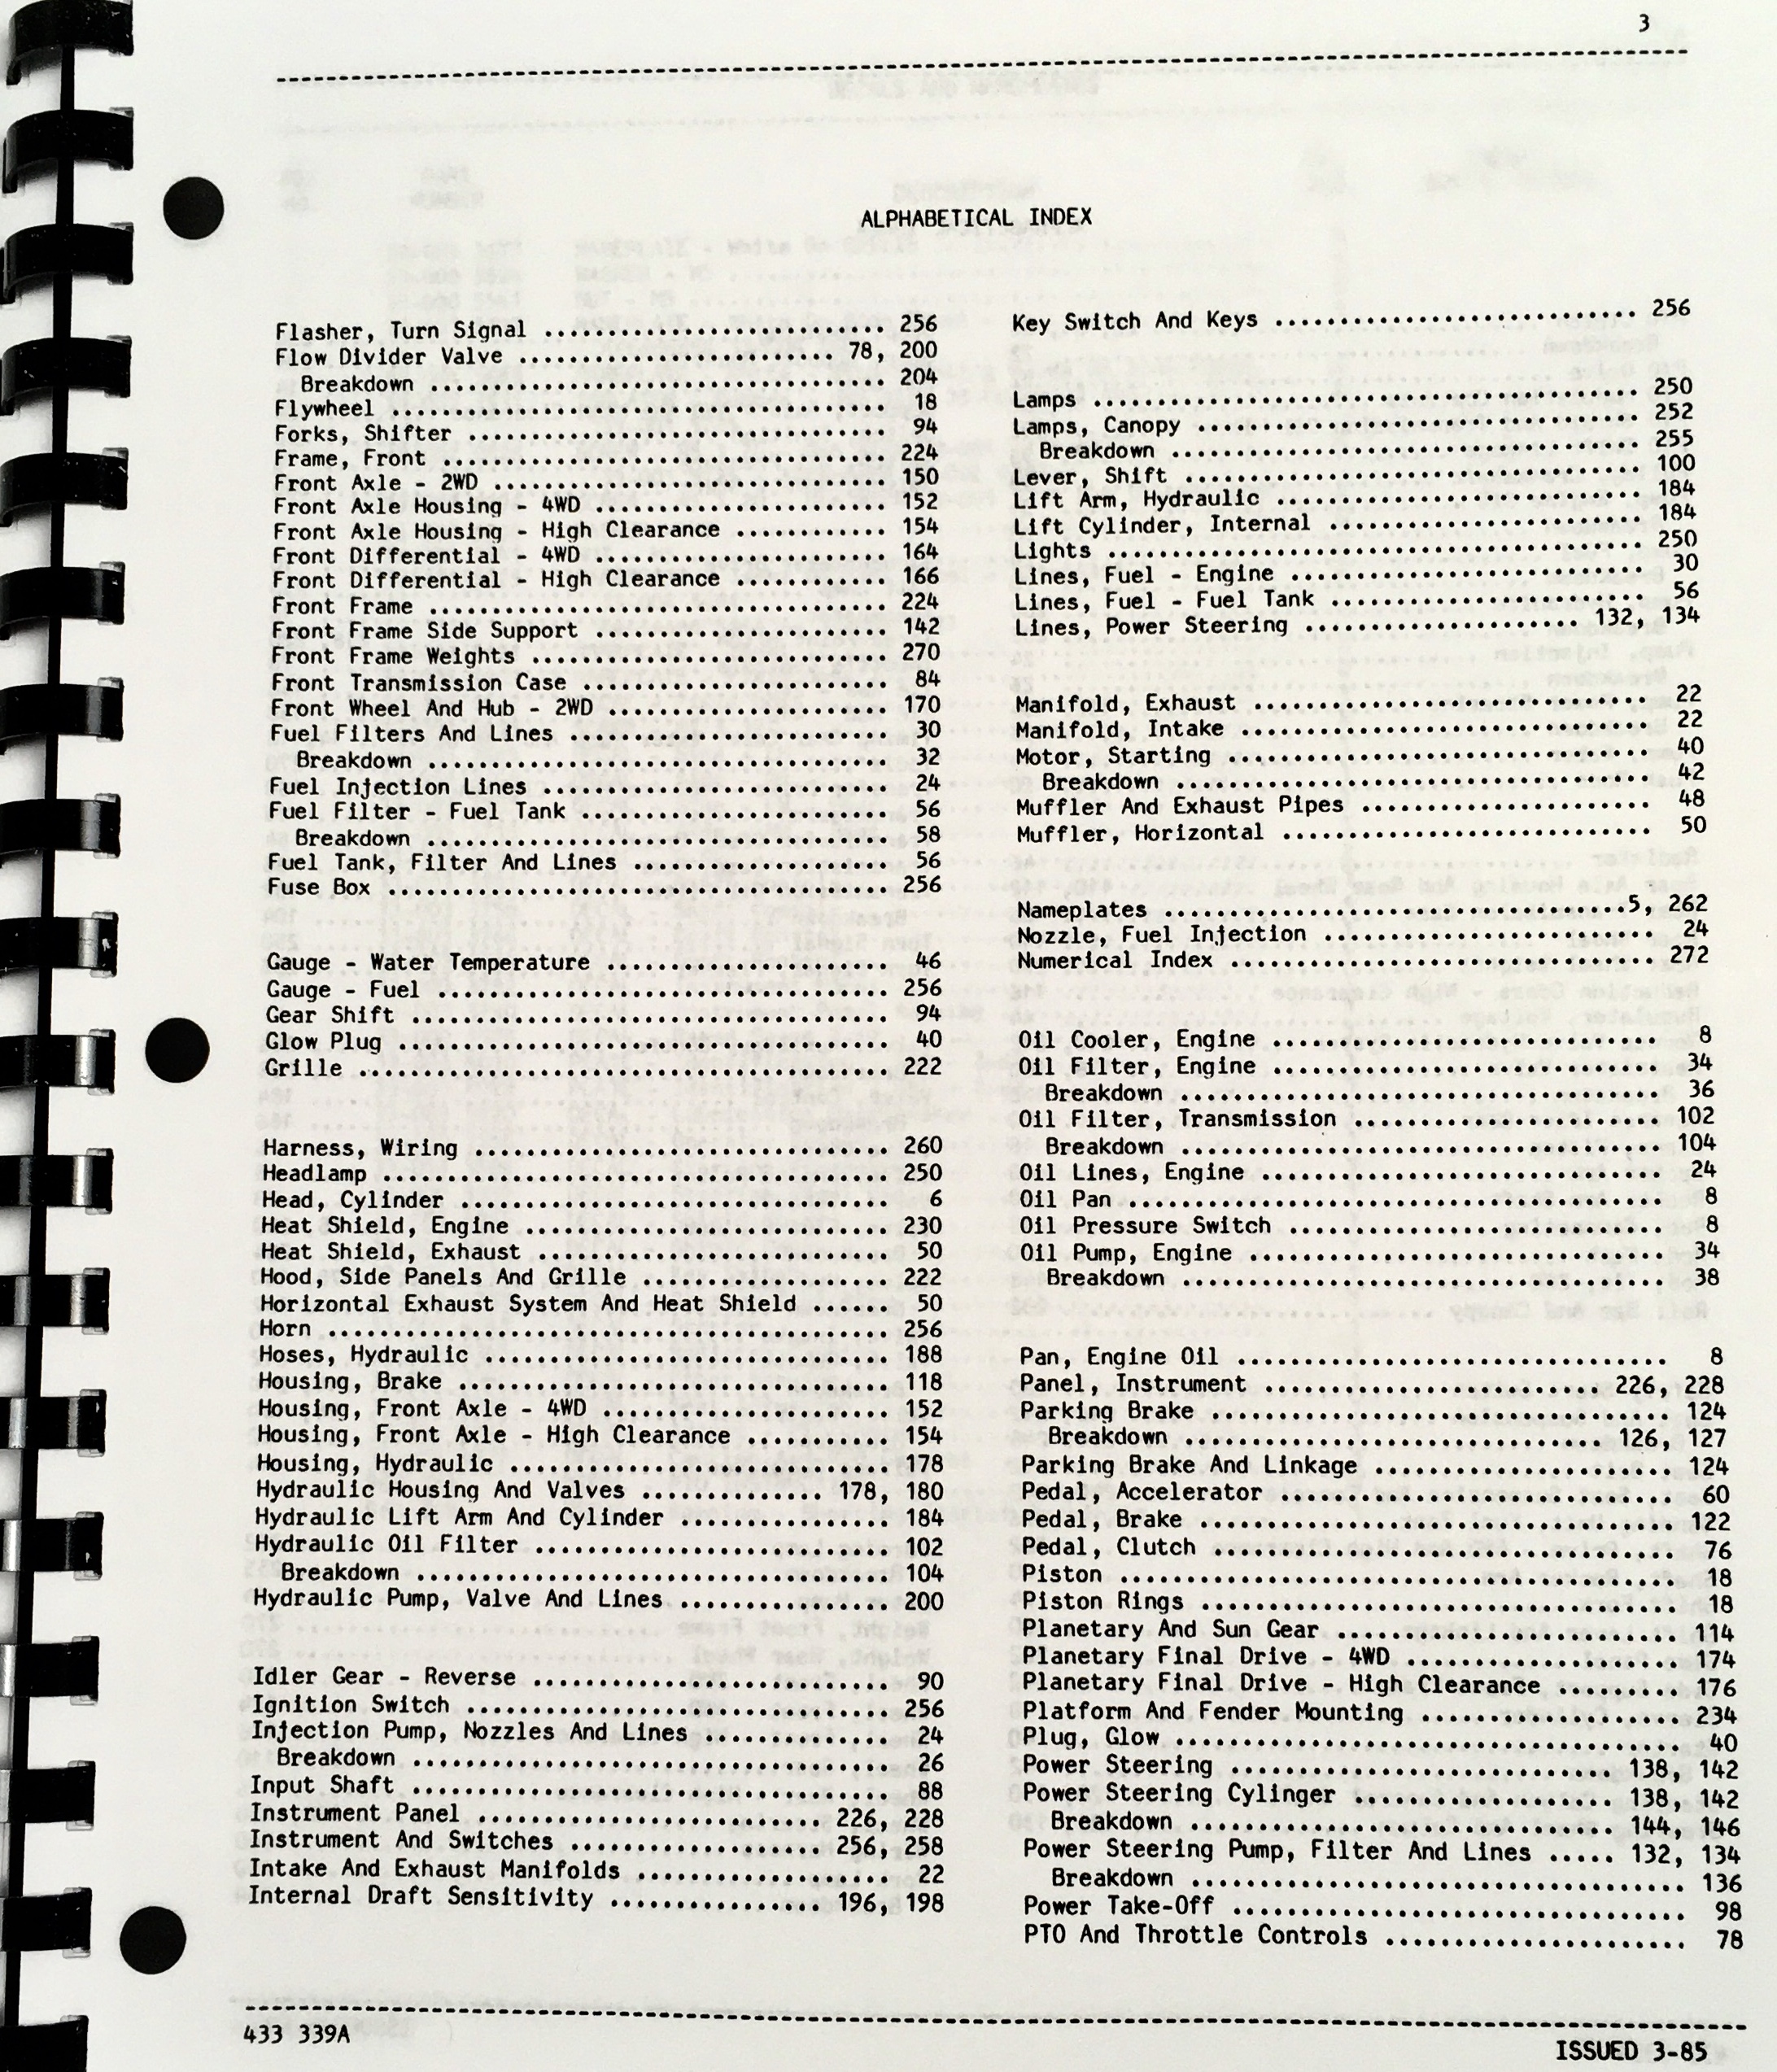 3
ALPHABETICAL INDEX
Flasher, Turn Signal ........................... 256
Flow Divider Valve ......................... 78, 200
Breakdown .................................... 204
Flywheel ....................................... 18
Forks, Shifter ................................. 94
Frame, Front ................................... 224
Front Axle - 2WD ............................... 150
Front Axle Housing - 4WD ....................... 152
Front Axle Housing - High Clearance ............ 154
Front Differential - 4WD ....................... 164
Front Differential - High Clearance ............ 166
Front Frame .................................... 224
Front Frame Side Support ....................... 142
Front Frame Weights ............................ 270
Front Transmission Case ........................ 84
Front Wheel And Hub - 2WD ...................... 170
Fuel Filters And Lines ......................... 30
Breakdown .................................... 32
Fuel Injection Lines ........................... 24
Fuel Filter - Fuel Tank ........................ 56
Breakdown .................................... 58
Fuel Tank, Filter And Lines .................... 56
Fuse Box ....................................... 256
Gauge - Water Temperature ...................... 46
Gauge - Fuel ................................... 256
Gear Shift ..................................... 94
Glow Plug ...................................... 40
Grille ......................................... 222
Harness, Wiring ................................ 260
Headlamp ....................................... 250
Head, Cylinder ................................. 6
Heat Shield, Engine ............................ 230
Heat Shield, Exhaust ........................... 50
Hood, Side Panels And Grille ................... 222
Horizontal Exhaust System And Heat Shield ...... 50
Horn ........................................... 256
Hoses, Hydraulic ............................... 188
Housing, Brake ................................. 118
Housing, Front Axle - 4WD ...................... 152
Housing, Front Axle - High Clearance ........... 154
Housing, Hydraulic ............................. 178
Hydraulic Housing And Valves .............. 178, 180
Hydraulic Lift Arm And Cylinder ................ 184
Hydraulic Oil Filter ........................... 102
Breakdown .................................... 104
Hydraulic Pump, Valve And Lines ................ 200
Idler Gear - Reverse ........................... 90
Ignition Switch ................................ 256
Injection Pump, Nozzles And Lines .............. 24
Breakdown .................................... 26
Input Shaft .................................... 88
Instrument Panel .......................... 226, 228
Instrument And Switches ................... 256, 258
Intake And Exhaust Manifolds ................... 22
Internal Draft Sensitivity ................ 196, 198
Key Switch And Keys ............................ 256
Lamps .......................................... 250
Lamps, Canopy .................................. 252
Breakdown .................................... 255
Lever, Shift ................................... 100
Lift Arm, Hydraulic ............................ 184
Lift Cylinder, Internal ........................ 184
Lights ......................................... 250
Lines, Fuel - Engine ........................... 30
Lines, Fuel - Fuel Tank ........................ 56
Lines, Power Steering ..................... 132, 134
Manifold, Exhaust .............................. 22
Manifold, Intake ............................... 22
Motor, Starting ................................ 40
Breakdown .................................... 42
Muffler And Exhaust Pipes ...................... 48
Muffler, Horizontal ............................ 50
Nameplates ....................................5, 262
Nozzle, Fuel Injection ......................... 24
Numerical Index ................................ 272
Oil Cooler, Engine ............................. 8
Oil Filter, Engine ............................. 34
Breakdown .................................... 36
Oil Filter, Transmission ....................... 102
Breakdown .................................... 104
Oil Lines, Engine .............................. 24
Oil Pan ........................................ 8
Oil Pressure Switch ............................ 8
Oil Pump, Engine ............................... 34
Breakdown .................................... 38
Pan, Engine Oil ................................ 8
Panel, Instrument ......................... 226, 228
Parking Brake .................................. 124
Breakdown ............................... 126, 127
Parking Brake And Linkage ...................... 124
Pedal, Accelerator ............................. 60
Pedal, Brake ................................... 122
Pedal, Clutch .................................. 76
Piston ......................................... 18
Piston Rings ................................... 18
Planetary And Sun Gear ......................... 114
Planetary Final Drive - 4WD .................... 174
Planetary Final Drive - High Clearance ......... 176
Platform And Fender Mounting ................... 234
Plug, Glow ..................................... 40
Power Steering ............................ 138, 142
Power Steering Cylinger ................... 138, 142
Breakdown ............................... 144, 146
Power Steering Pump, Filter And Lines ..... 132, 134
Breakdown .................................... 136
Power Take-Off ................................. 98
PTO And Throttle Controls ...................... 78
433 339A
ISSUED 3-85